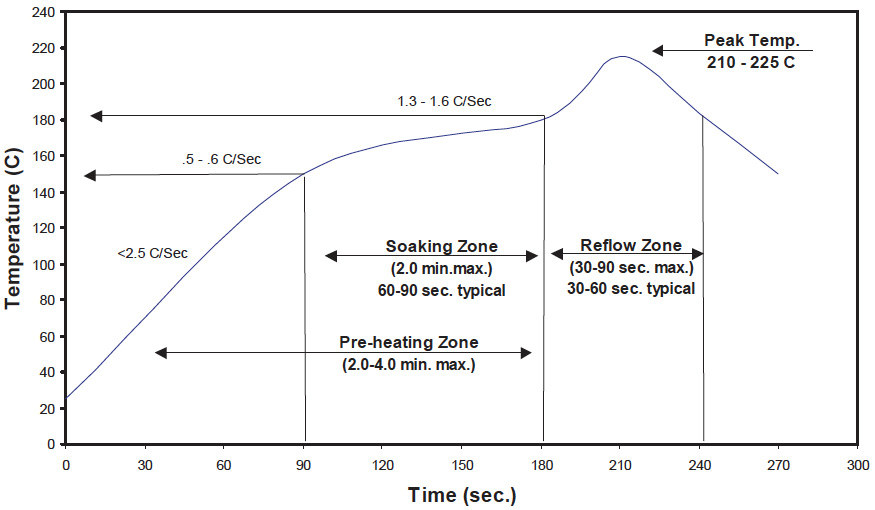 240
220
200
180
160
140
120
100
80
60
40
20
0
Temperature (C)
Peak Temp.
210 - 225 C
1.3 - 1.6 C/Sec
.5 - .6 C/Sec
<2.5 C/Sec
Soaking Zone
(2.0 min.max.)
60-90 sec. typical
Reflow Zone
(30-90 sec. max.)
30-60 sec. typical
Pre-heating Zone
(2.0-4.0 min. max.)
0 30 60 90 120 150 180 210 240 270 300
Time (sec.)